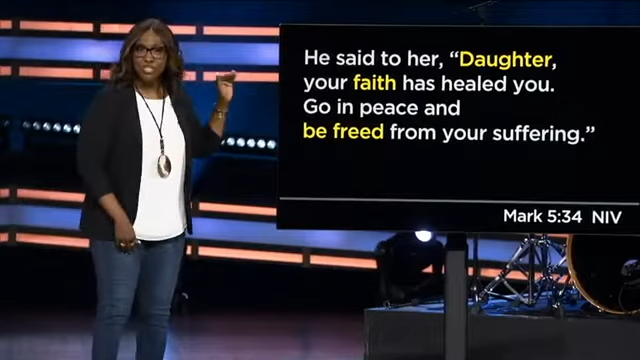 He said to her, “Daughter,
your faith has healed you.
Go in peace and
be freed from your suffering.”
Mark 5:34 NIV